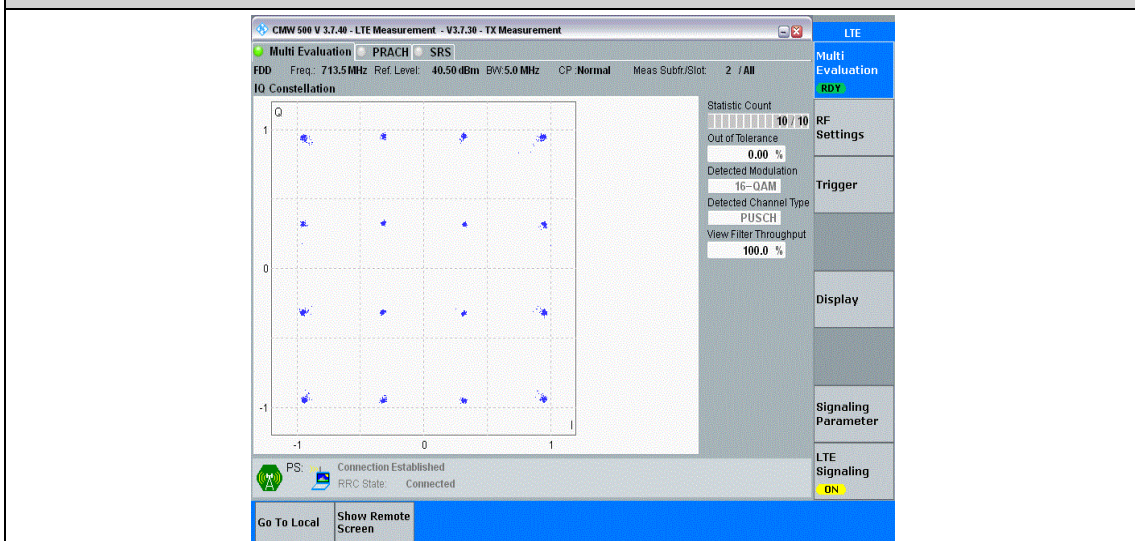 CMW 500 V 3.7.40 - LTE Measurement - V3.7.30 - TX Measurement
LTE
Multi Evaluation PRACH SRS
Multi
Evaluation
RDY
FDD Freq.: 713.5 MHz Ref. Level: 40.50 dBm BW:5.0 MHz CP :Normal Meas Subfr./Slot: 2 / All
IQ Constellation
Q
1
0
-1
-1 0 1
I
Statistic Count
10 / 10
Out of Tolerance
0.00 %
Detected Modulation
16-QAM
Detected Channel Type
PUSCH
View Filter Throughput
100.0 %
RF
Settings
Trigger
Display
Signaling
Parameter
LTE
Signaling
ON
PS: Connection Established
RRC State: Connected
Go To Local
Show Remote
Screen